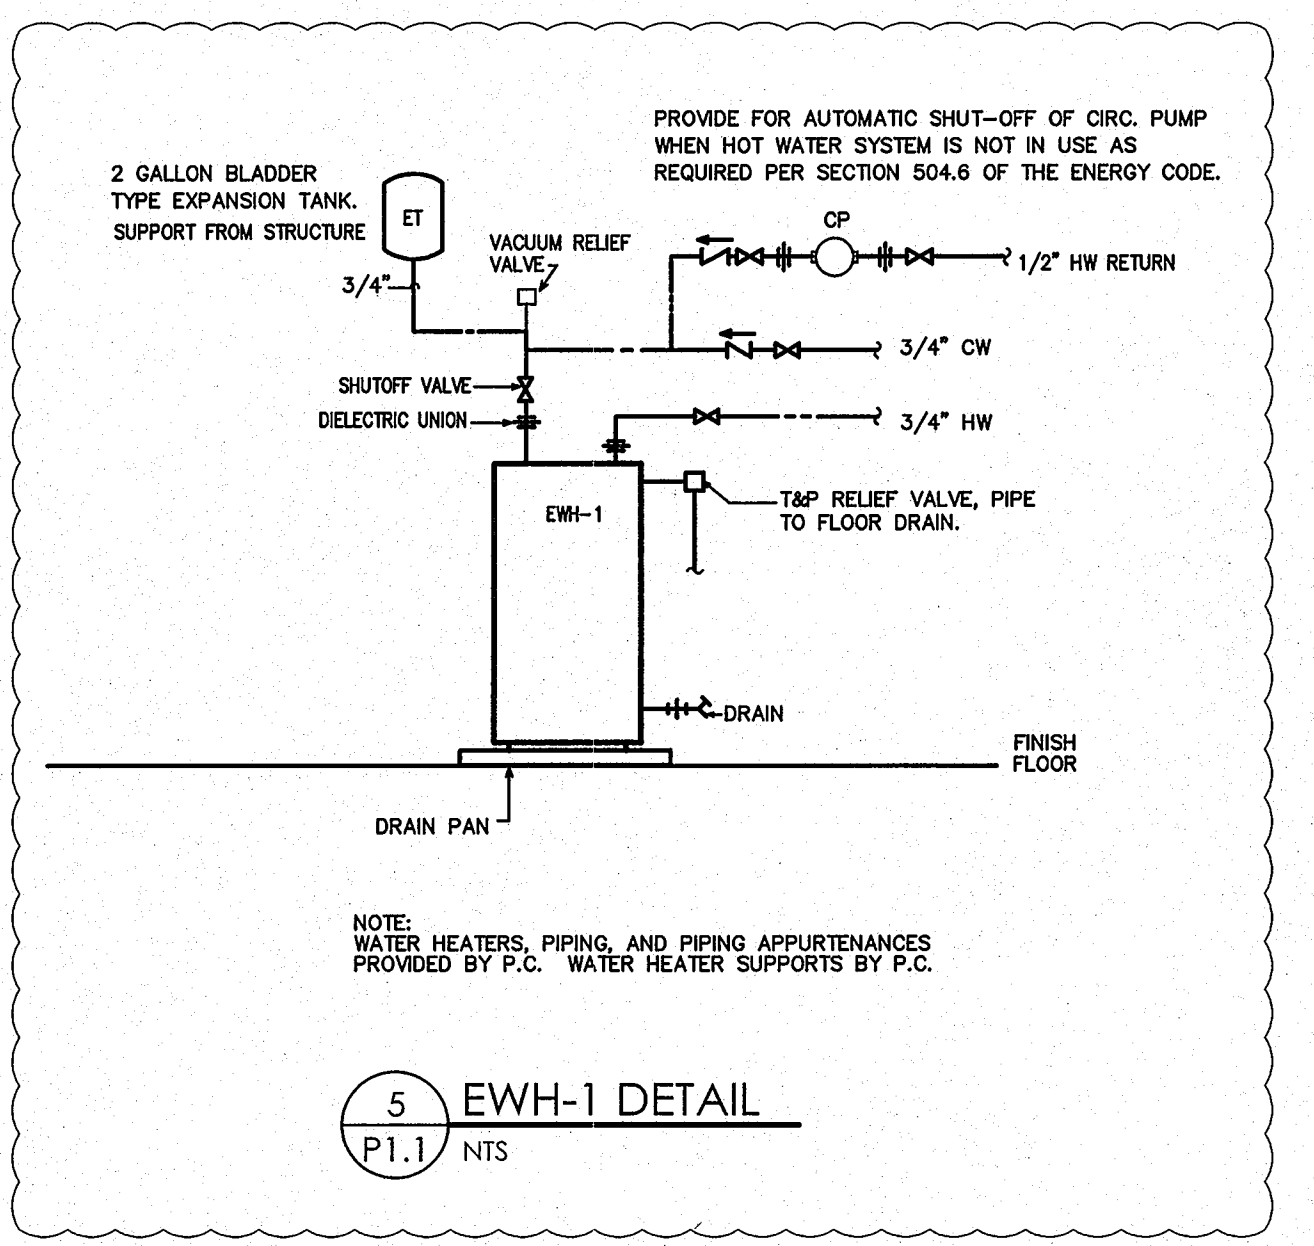 PROVIDE FOR AUTOMATIC SHUT-OFF OF CIRC. PUMP
WHEN HOT WATER SYSTEM IS NOT IN USE AS
REQUIRED PER SECTION 504.6 OF THE ENERGY CODE.
2 GALLON BLADDER
TYPE EXPANSION TANK.
SUPPORT FROM STRUCTURE
ET
3/4"
VACUUM RELIEF
VALVE
CP
1/2" HW RETURN
3/4" CW
SHUTOFF VALVE
DIELECTRIC UNION
3/4" HW
EWH-1
T&P RELIEF VALVE, PIPE
TO FLOOR DRAIN.
DRAIN
FINISH
FLOOR
DRAIN PAN
NOTE:
WATER HEATERS, PIPING, AND PIPING APPURTENANCES
PROVIDED BY P.C. WATER HEATER SUPPORTS BY P.C.
5
P1.1
EWH-1 DETAIL
NTS